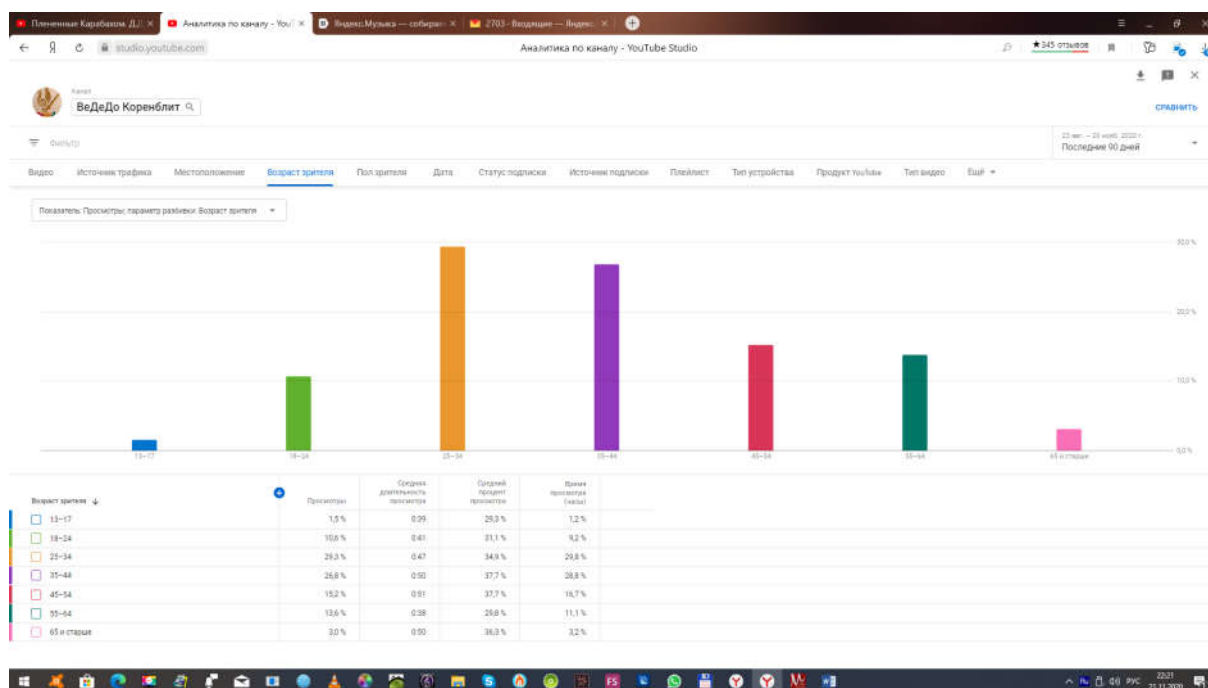 Плененные Карабахом. Д.Л
Аналитика по каналу - You
Яндекс.Музыка — собирай
2703 - Входящие — Яндекс.
studio.youtube.com
Аналитика по каналу - YouTube Studio
★345 отзывов
Канал
ВеДеДо Коренблит
СРАВНИТЬ
Фильтр
Последние 90 дней
Видео Источник трафика Местоположение Возраст зрителя Пол зрителя Дата Статус подписки Источник подписки Плейлист Тип устройства Продукт YouTube Тип видео Ещё
Показатель: Просмотры; параметр разбивки: Возраст зрителя
30,0 %
20,0 %
10,0 %
0,0 %
13–17 18–24 25–34 35–44 45–54 55–64 65 и старше
Возраст зрителя Просмотры Средняя длительность просмотра Средний процент просмотра Время просмотра (часы)
13–17 1,5 % 0:39 29,3 % 1,2 %
18–24 10,6 % 0:41 31,1 % 9,2 %
25–34 29,3 % 0:47 34,9 % 29,8 %
35–44 26,8 % 0:50 37,7 % 28,8 %
45–54 15,2 % 0:51 37,7 % 16,7 %
55–64 13,6 % 0:38 29,8 % 11,1 %
65 и старше 3,0 % 0:50 36,3 % 3,2 %
РУС
22:21
21.11.2020